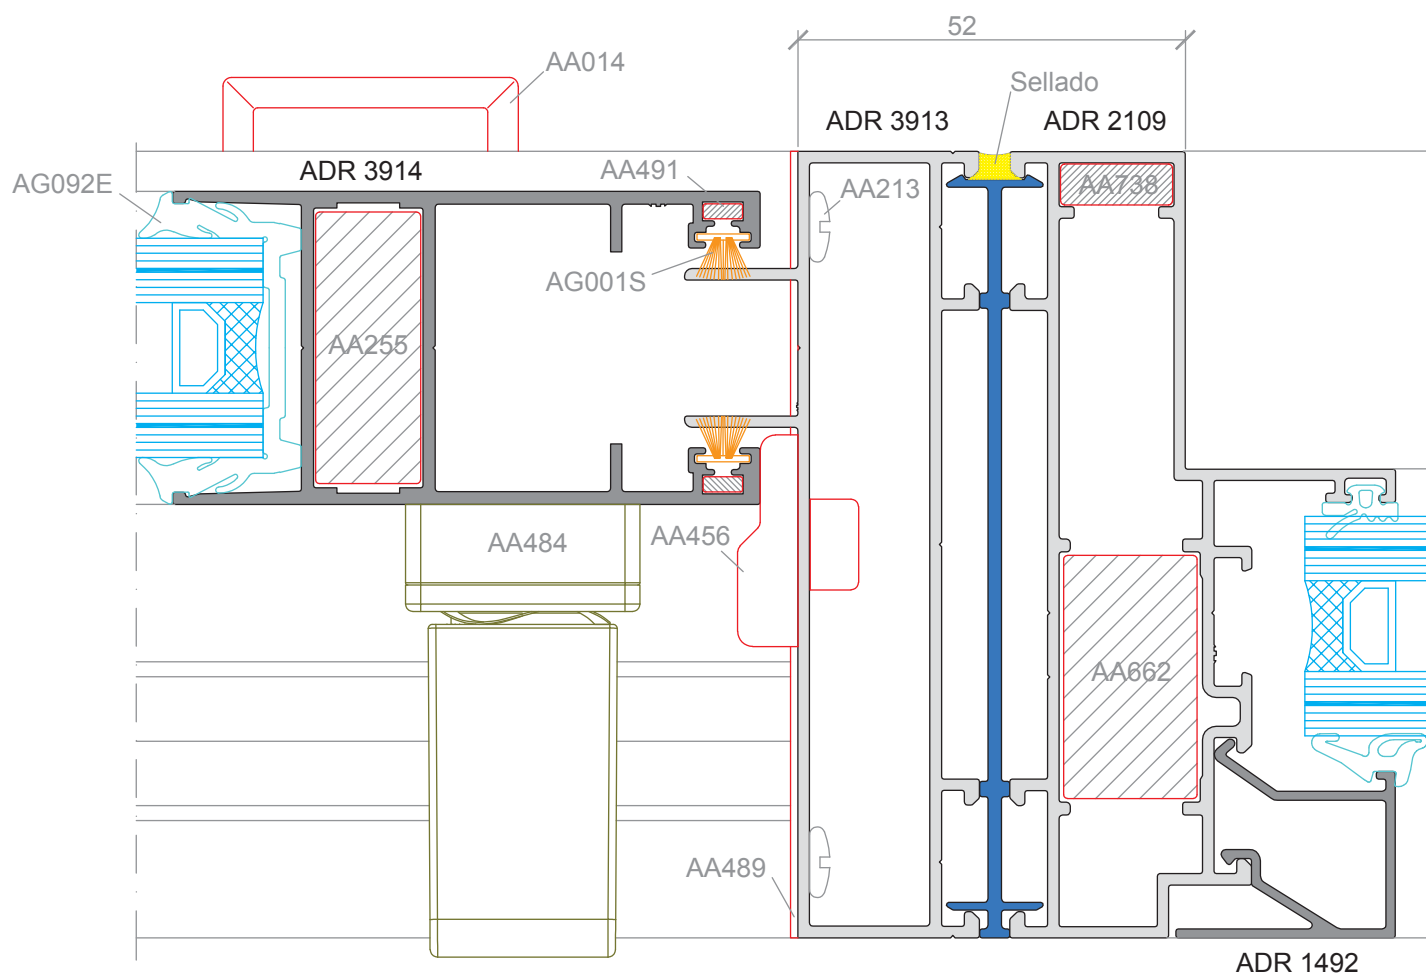 52
AA014
Sellado
ADR 3913
ADR 2109
ADR 3914
AA491
AG092E
AA213
AA738
AG001S
AA255
AA484
AA456
AA662
AA489
ADR 1492